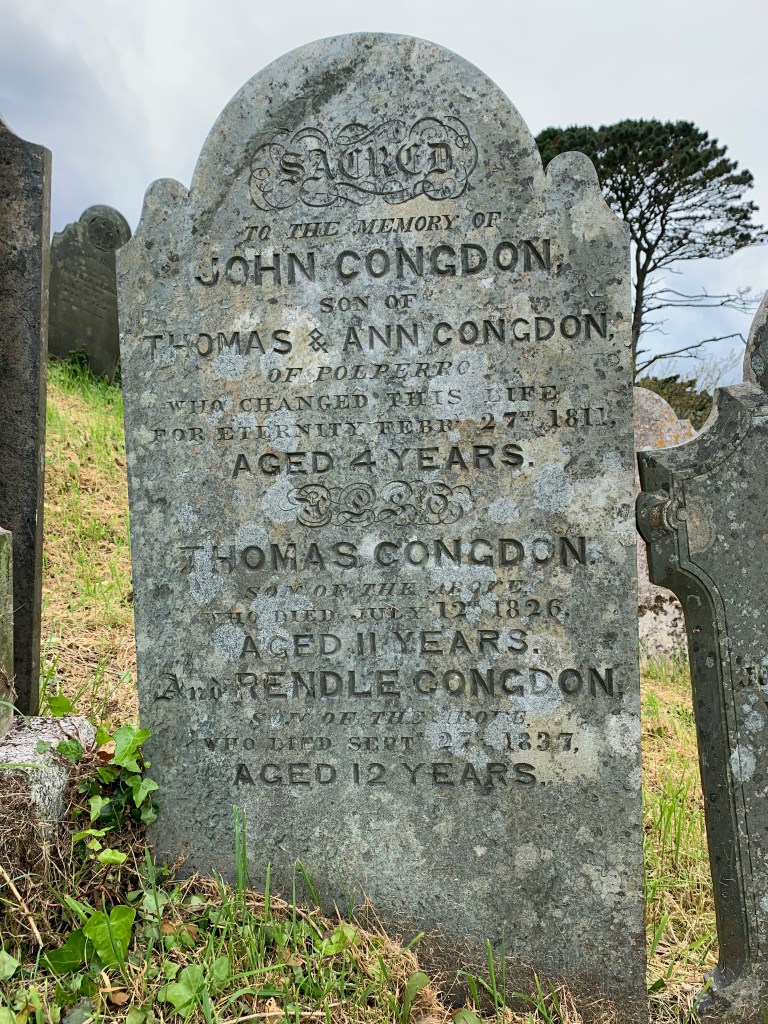 SACRED
TO THE MEMORY OF
JOHN CONGDON,
SON OF
THOMAS & ANN CONGDON,
OF POLPERRO
WHO CHANGED THIS LIFE
FOR ETERNITY FEBR. 27TH 1811,
AGED 4 YEARS.
THOMAS CONGDON.
SON OF THE ABOVE,
WHO DIED JULY 12TH 1826,
AGED 11 YEARS.
And RENDLE CONGDON,
SON OF THE ABOVE,
WHO DIED SEPT 27TH 1837,
AGED 12 YEARS.